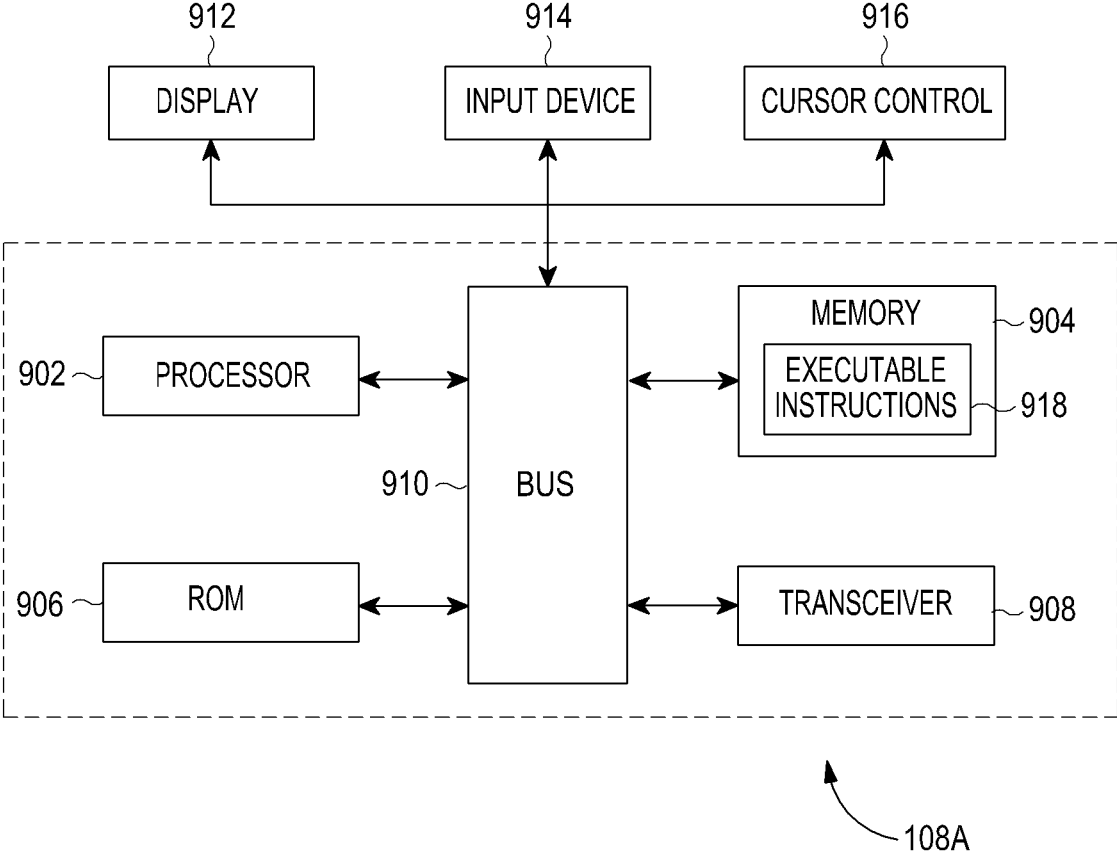 912
914
916
DISPLAY
INPUT DEVICE
CURSOR CONTROL
MEMORY
904
902
PROCESSOR
EXECUTABLE
INSTRUCTIONS
918
910
BUS
906
ROM
TRANSCEIVER
908
108A